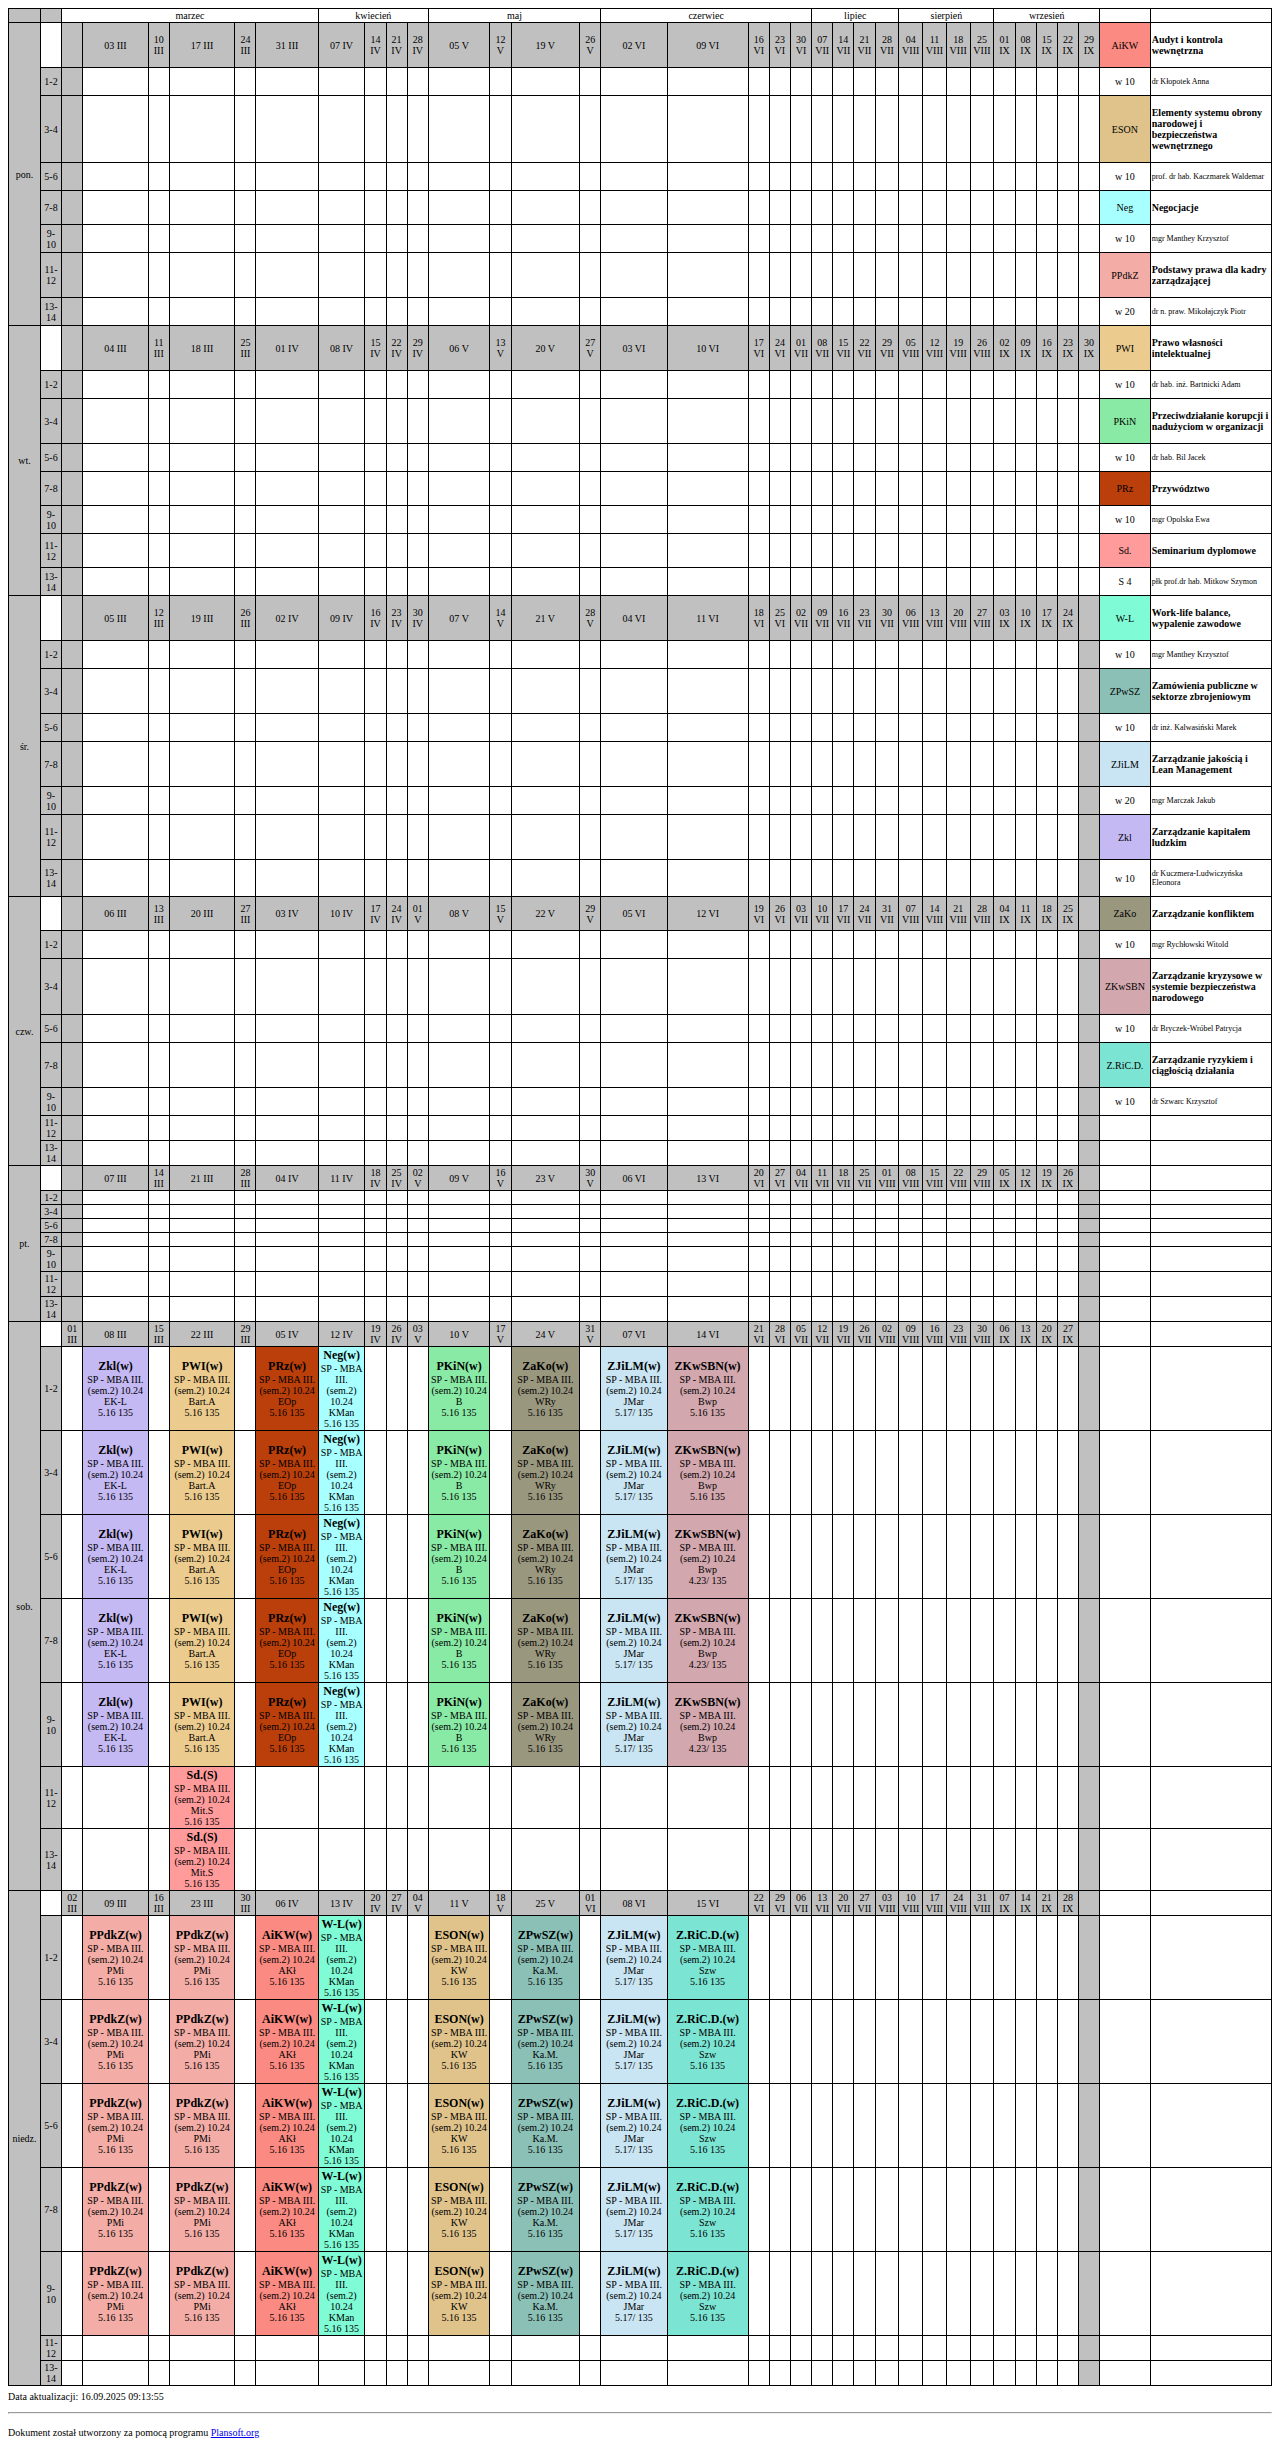 marzec kwiecień maj czerwiec lipiec sierpień wrzesień
pon. 03 III 10 III 17 III 24 III 31 III 07 IV 14 IV 21 IV 28 IV 05 V 12 V 19 V 26 V 02 VI 09 VI 16 VI 23 VI 30 VI 07 VII 14 VII 21 VII 28 VII 04 VIII 11 VIII 18 VIII 25 VIII 01 IX 08 IX 15 IX 22 IX 29 IX AiKW Audyt i kontrola wewnętrzna
1-2 w 10 dr Kłopotek Anna
3-4 ESON Elementy systemu obrony narodowej i bezpieczeństwa wewnętrznego
5-6 w 10 prof. dr hab. Kaczmarek Waldemar
7-8 Neg Negocjacje
9-10 w 10 mgr Manthey Krzysztof
11-12 PPdkZ Podstawy prawa dla kadry zarządzającej
13-14 w 20 dr n. praw. Mikołajczyk Piotr
wt. 04 III 11 III 18 III 25 III 01 IV 08 IV 15 IV 22 IV 29 IV 06 V 13 V 20 V 27 V 03 VI 10 VI 17 VI 24 VI 01 VII 08 VII 15 VII 22 VII 29 VII 05 VIII 12 VIII 19 VIII 26 VIII 02 IX 09 IX 16 IX 23 IX 30 IX PWI Prawo własności intelektualnej
1-2 w 10 dr hab. inż. Bartnicki Adam
3-4 PKiN Przeciwdziałanie korupcji i nadużyciom w organizacji
5-6 w 10 dr hab. Bil Jacek
7-8 PRz Przywództwo
9-10 w 10 mgr Opolska Ewa
11-12 Sd. Seminarium dyplomowe
13-14 S 4 płk prof.dr hab. Mitkow Szymon
śr. 05 III 12 III 19 III 26 III 02 IV 09 IV 16 IV 23 IV 30 IV 07 V 14 V 21 V 28 V 04 VI 11 VI 18 VI 25 VI 02 VII 09 VII 16 VII 23 VII 30 VII 06 VIII 13 VIII 20 VIII 27 VIII 03 IX 10 IX 17 IX 24 IX W-L Work-life balance, wypalenie zawodowe
1-2 w 10 mgr Manthey Krzysztof
3-4 ZPwSZ Zamówienia publiczne w sektorze zbrojeniowym
5-6 w 10 dr inż. Kalwasiński Marek
7-8 ZJiLM Zarządzanie jakością i Lean Management
9-10 w 20 mgr Marczak Jakub
11-12 Zkl Zarządzanie kapitałem ludzkim
13-14 w 10 dr Kuczmera-Ludwiczyńska Eleonora
czw. 06 III 13 III 20 III 27 III 03 IV 10 IV 17 IV 24 IV 01 V 08 V 15 V 22 V 29 V 05 VI 12 VI 19 VI 26 VI 03 VII 10 VII 17 VII 24 VII 31 VII 07 VIII 14 VIII 21 VIII 28 VIII 04 IX 11 IX 18 IX 25 IX ZaKo Zarządzanie konfliktem
1-2 w 10 mgr Rychłowski Witold
3-4 ZKwSBN Zarządzanie kryzysowe w systemie bezpieczeństwa narodowego
5-6 w 10 dr Bryczek-Wróbel Patrycja
7-8 Z.RiC.D. Zarządzanie ryzykiem i ciągłością działania
9-10 w 10 dr Szwarc Krzysztof
11-12
13-14
pt. 07 III 14 III 21 III 28 III 04 IV 11 IV 18 IV 25 IV 02 V 09 V 16 V 23 V 30 V 06 VI 13 VI 20 VI 27 VI 04 VII 11 VII 18 VII 25 VII 01 VIII 08 VIII 15 VIII 22 VIII 29 VIII 05 IX 12 IX 19 IX 26 IX
1-2
3-4
5-6
7-8
9-10
11-12
13-14
sob. 01 III 08 III 15 III 22 III 29 III 05 IV 12 IV 19 IV 26 IV 03 V 10 V 17 V 24 V 31 V 07 VI 14 VI 21 VI 28 VI 05 VII 12 VII 19 VII 26 VII 02 VIII 09 VIII 16 VIII 23 VIII 30 VIII 06 IX 13 IX 20 IX 27 IX
1-2 Zkl(w) SP - MBA III. (sem.2) 10.24 EK-L 5.16 135 PWI(w) SP - MBA III. (sem.2) 10.24 Bart.A 5.16 135 PRz(w) SP - MBA III. (sem.2) 10.24 EOp 5.16 135 Neg(w) SP - MBA III. (sem.2) 10.24 KMan 5.16 135 PKiN(w) SP - MBA III. (sem.2) 10.24 B 5.16 135 ZaKo(w) SP - MBA III. (sem.2) 10.24 WRy 5.16 135 ZJiLM(w) SP - MBA III. (sem.2) 10.24 JMar 5.17/ 135 ZKwSBN(w) SP - MBA III. (sem.2) 10.24 Bwp 5.16 135
3-4 Zkl(w) SP - MBA III. (sem.2) 10.24 EK-L 5.16 135 PWI(w) SP - MBA III. (sem.2) 10.24 Bart.A 5.16 135 PRz(w) SP - MBA III. (sem.2) 10.24 EOp 5.16 135 Neg(w) SP - MBA III. (sem.2) 10.24 KMan 5.16 135 PKiN(w) SP - MBA III. (sem.2) 10.24 B 5.16 135 ZaKo(w) SP - MBA III. (sem.2) 10.24 WRy 5.16 135 ZJiLM(w) SP - MBA III. (sem.2) 10.24 JMar 5.17/ 135 ZKwSBN(w) SP - MBA III. (sem.2) 10.24 Bwp 5.16 135
5-6 Zkl(w) SP - MBA III. (sem.2) 10.24 EK-L 5.16 135 PWI(w) SP - MBA III. (sem.2) 10.24 Bart.A 5.16 135 PRz(w) SP - MBA III. (sem.2) 10.24 EOp 5.16 135 Neg(w) SP - MBA III. (sem.2) 10.24 KMan 5.16 135 PKiN(w) SP - MBA III. (sem.2) 10.24 B 5.16 135 ZaKo(w) SP - MBA III. (sem.2) 10.24 WRy 5.16 135 ZJiLM(w) SP - MBA III. (sem.2) 10.24 JMar 5.17/ 135 ZKwSBN(w) SP - MBA III. (sem.2) 10.24 Bwp 4.23/ 135
7-8 Zkl(w) SP - MBA III. (sem.2) 10.24 EK-L 5.16 135 PWI(w) SP - MBA III. (sem.2) 10.24 Bart.A 5.16 135 PRz(w) SP - MBA III. (sem.2) 10.24 EOp 5.16 135 Neg(w) SP - MBA III. (sem.2) 10.24 KMan 5.16 135 PKiN(w) SP - MBA III. (sem.2) 10.24 B 5.16 135 ZaKo(w) SP - MBA III. (sem.2) 10.24 WRy 5.16 135 ZJiLM(w) SP - MBA III. (sem.2) 10.24 JMar 5.17/ 135 ZKwSBN(w) SP - MBA III. (sem.2) 10.24 Bwp 4.23/ 135
9-10 Zkl(w) SP - MBA III. (sem.2) 10.24 EK-L 5.16 135 PWI(w) SP - MBA III. (sem.2) 10.24 Bart.A 5.16 135 PRz(w) SP - MBA III. (sem.2) 10.24 EOp 5.16 135 Neg(w) SP - MBA III. (sem.2) 10.24 KMan 5.16 135 PKiN(w) SP - MBA III. (sem.2) 10.24 B 5.16 135 ZaKo(w) SP - MBA III. (sem.2) 10.24 WRy 5.16 135 ZJiLM(w) SP - MBA III. (sem.2) 10.24 JMar 5.17/ 135 ZKwSBN(w) SP - MBA III. (sem.2) 10.24 Bwp 4.23/ 135
11-12 Sd.(S) SP - MBA III. (sem.2) 10.24 Mit.S 5.16 135
13-14 Sd.(S) SP - MBA III. (sem.2) 10.24 Mit.S 5.16 135
niedz. 02 III 09 III 16 III 23 III 30 III 06 IV 13 IV 20 IV 27 IV 04 V 11 V 18 V 25 V 01 VI 08 VI 15 VI 22 VI 29 VI 06 VII 13 VII 20 VII 27 VII 03 VIII 10 VIII 17 VIII 24 VIII 31 VIII 07 IX 14 IX 21 IX 28 IX
1-2 PPdkZ(w) SP - MBA III. (sem.2) 10.24 PMi 5.16 135 PPdkZ(w) SP - MBA III. (sem.2) 10.24 PMi 5.16 135 AiKW(w) SP - MBA III. (sem.2) 10.24 AKł 5.16 135 W-L(w) SP - MBA III. (sem.2) 10.24 KMan 5.16 135 ESON(w) SP - MBA III. (sem.2) 10.24 KW 5.16 135 ZPwSZ(w) SP - MBA III. (sem.2) 10.24 Ka.M. 5.16 135 ZJiLM(w) SP - MBA III. (sem.2) 10.24 JMar 5.17/ 135 Z.RiC.D.(w) SP - MBA III. (sem.2) 10.24 Szw 5.16 135
3-4 PPdkZ(w) SP - MBA III. (sem.2) 10.24 PMi 5.16 135 PPdkZ(w) SP - MBA III. (sem.2) 10.24 PMi 5.16 135 AiKW(w) SP - MBA III. (sem.2) 10.24 AKł 5.16 135 W-L(w) SP - MBA III. (sem.2) 10.24 KMan 5.16 135 ESON(w) SP - MBA III. (sem.2) 10.24 KW 5.16 135 ZPwSZ(w) SP - MBA III. (sem.2) 10.24 Ka.M. 5.16 135 ZJiLM(w) SP - MBA III. (sem.2) 10.24 JMar 5.17/ 135 Z.RiC.D.(w) SP - MBA III. (sem.2) 10.24 Szw 5.16 135
5-6 PPdkZ(w) SP - MBA III. (sem.2) 10.24 PMi 5.16 135 PPdkZ(w) SP - MBA III. (sem.2) 10.24 PMi 5.16 135 AiKW(w) SP - MBA III. (sem.2) 10.24 AKł 5.16 135 W-L(w) SP - MBA III. (sem.2) 10.24 KMan 5.16 135 ESON(w) SP - MBA III. (sem.2) 10.24 KW 5.16 135 ZPwSZ(w) SP - MBA III. (sem.2) 10.24 Ka.M. 5.16 135 ZJiLM(w) SP - MBA III. (sem.2) 10.24 JMar 5.17/ 135 Z.RiC.D.(w) SP - MBA III. (sem.2) 10.24 Szw 5.16 135
7-8 PPdkZ(w) SP - MBA III. (sem.2) 10.24 PMi 5.16 135 PPdkZ(w) SP - MBA III. (sem.2) 10.24 PMi 5.16 135 AiKW(w) SP - MBA III. (sem.2) 10.24 AKł 5.16 135 W-L(w) SP - MBA III. (sem.2) 10.24 KMan 5.16 135 ESON(w) SP - MBA III. (sem.2) 10.24 KW 5.16 135 ZPwSZ(w) SP - MBA III. (sem.2) 10.24 Ka.M. 5.16 135 ZJiLM(w) SP - MBA III. (sem.2) 10.24 JMar 5.17/ 135 Z.RiC.D.(w) SP - MBA III. (sem.2) 10.24 Szw 5.16 135
9-10 PPdkZ(w) SP - MBA III. (sem.2) 10.24 PMi 5.16 135 PPdkZ(w) SP - MBA III. (sem.2) 10.24 PMi 5.16 135 AiKW(w) SP - MBA III. (sem.2) 10.24 AKł 5.16 135 W-L(w) SP - MBA III. (sem.2) 10.24 KMan 5.16 135 ESON(w) SP - MBA III. (sem.2) 10.24 KW 5.16 135 ZPwSZ(w) SP - MBA III. (sem.2) 10.24 Ka.M. 5.16 135 ZJiLM(w) SP - MBA III. (sem.2) 10.24 JMar 5.17/ 135 Z.RiC.D.(w) SP - MBA III. (sem.2) 10.24 Szw 5.16 135
11-12
13-14
Data aktualizacji: 16.09.2025 09:13:55
Dokument został utworzony za pomocą programu Plansoft.org